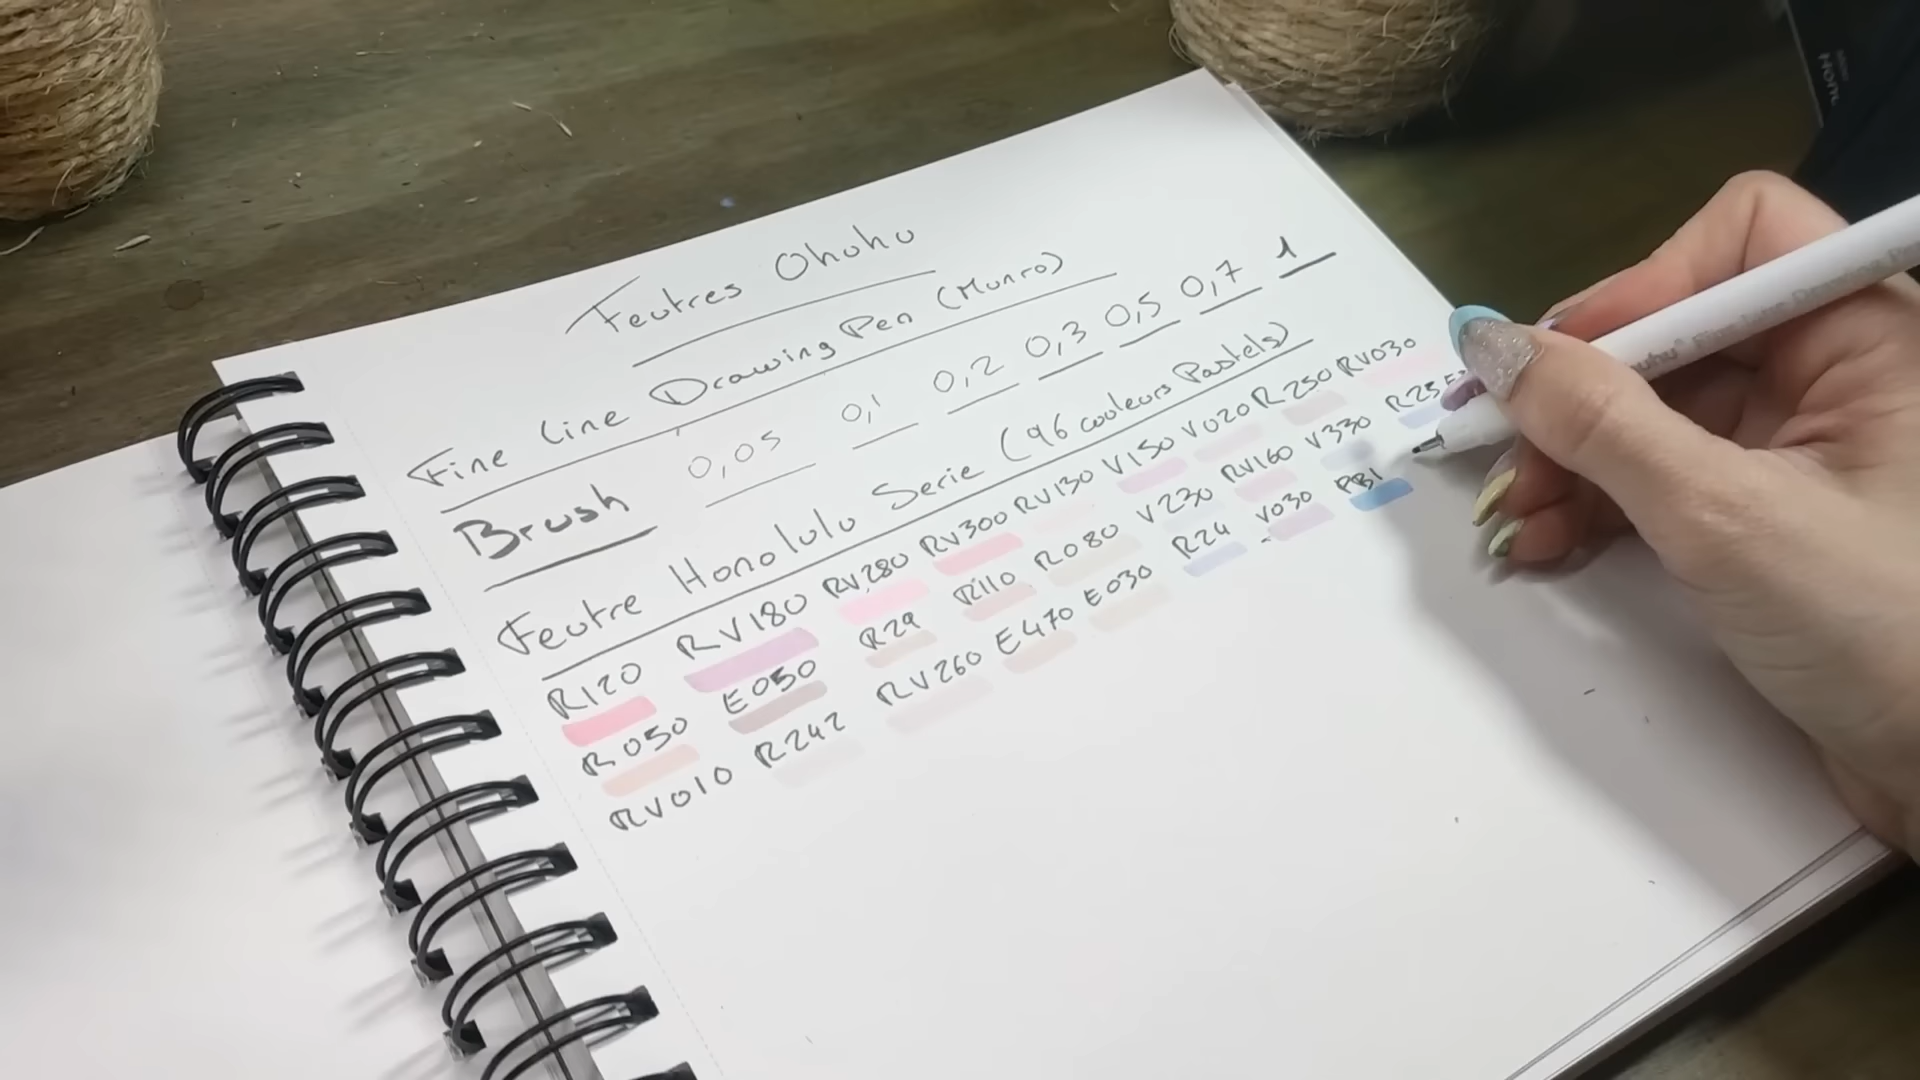 Feutres Ohuhu
Fine Line Drawing Pen (Munro)
Brush 0,05 0,1 0,2 0,3 0,5 0,7 1
Feutre Honolulu Serie (96 couleurs Pastels)
R120 RV180 RV280 RV300 RV130 V150 V020 R250 RV030
R050 E050 R29 R110 R080 V230 RV160 V330 R25
RV010 R242 RV260 E470 E030 R24 V030 PB1